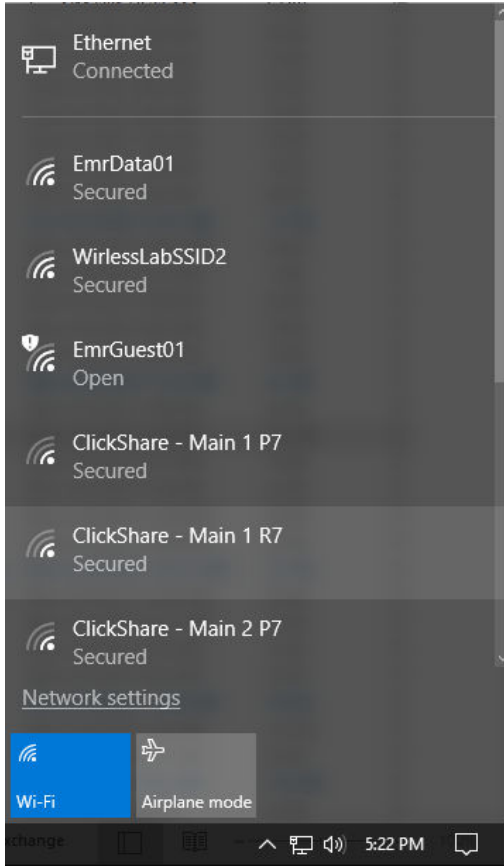 Ethernet
Connected
EmrData01
Secured
WirlessLabSSID2
Secured
EmrGuest01
Open
ClickShare - Main 1 P7
Secured
ClickShare - Main 1 R7
Secured
ClickShare - Main 2 P7
Secured
Network settings
Wi-Fi
Airplane mode
5:22 PM